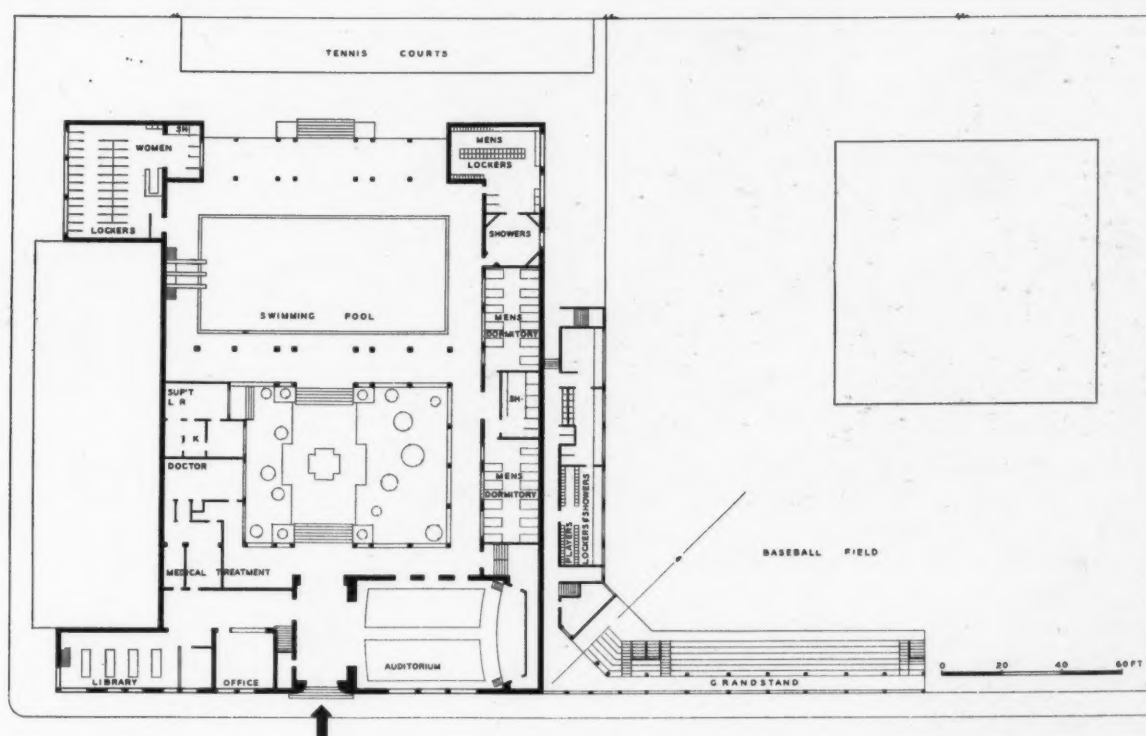 TENNIS COURTS
SH-
WOMEN
LOCKERS
MENS
LOCKERS
SHOWERS
SWIMMING POOL
MENS
DORMITORY
SUP'T
L R
K
SH-
DOCTOR
MENS
DORMITORY
PLAYERS
LOCKERS & SHOWERS
BASEBALL FIELD
MEDICAL TREATMENT
AUDITORIUM
LIBRARY
OFFICE
GRANDSTAND
0 20 40 60 FT